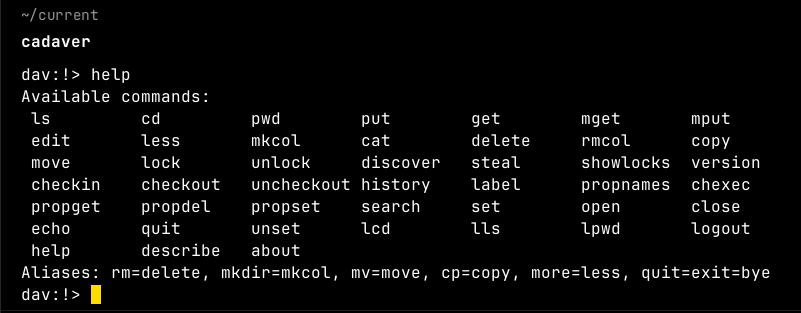 ~/current
cadaver
dav:!> help
Available commands:
ls cd pwd put get mget mput
edit less mkcol cat delete rmcol copy
move lock unlock discover steal showlocks version
checkin checkout uncheckout history label propnames chexec
propget propdel propset search set open close
echo quit unset lcd lls lpwd logout
help describe about
Aliases: rm=delete, mkdir=mkcol, mv=move, cp=copy, more=less, quit=exit=bye
dav:!>